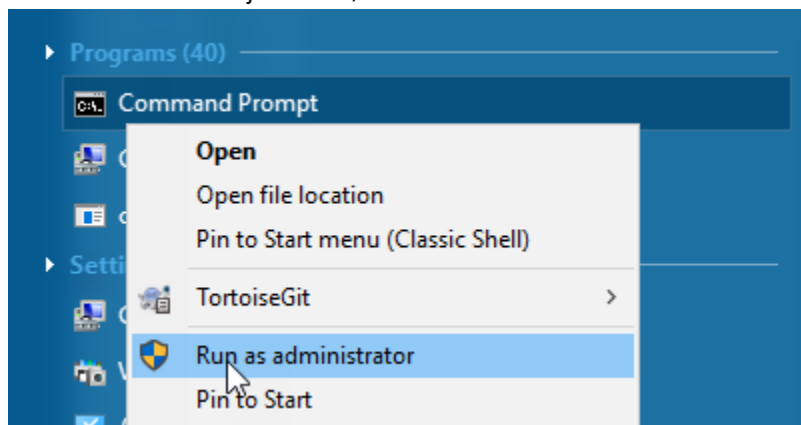 Programs (40)
Command Prompt
Open
Open file location
Pin to Start menu (Classic Shell)
TortoiseGit
Run as administrator
Pin to Start